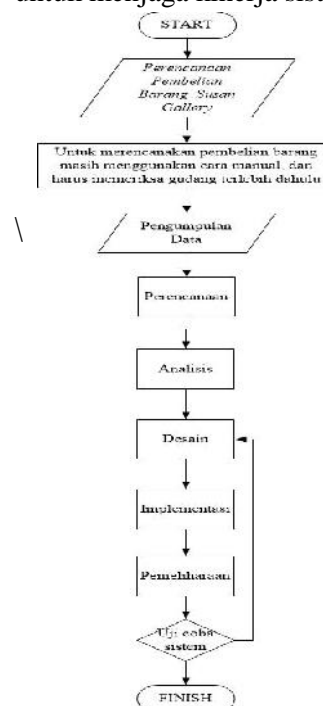 untuk menjaga kinerja sist
START
Perencanaan
Pembelian
Barang Susan
Gallery
Untuk merencanakan pembelian barang
masih menggunakan cara manual, dan
harus memeriksa gudang terlebih dahulu
\
Pengumpulan
Data
Perencanaan
Analisis
Desain
Implementasi
Pemeliharaan
Uji coba
sistem
FINISH